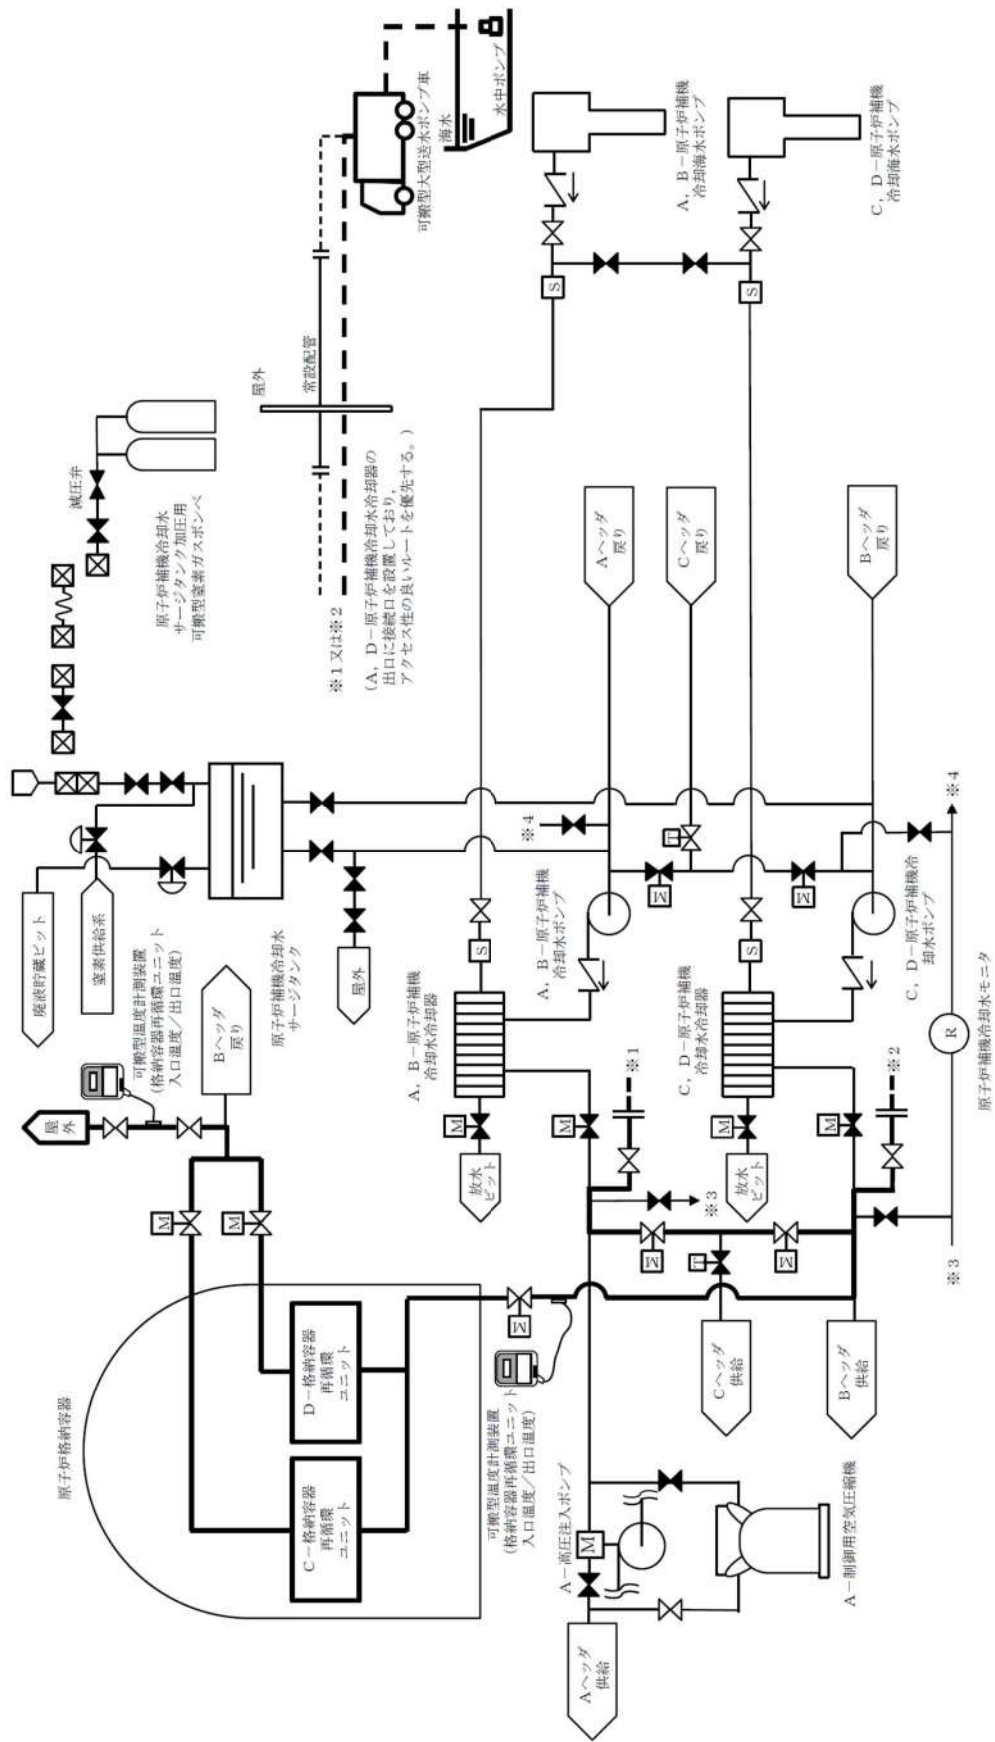 原子炉格納容器
C－格納容器
再循環
ユニット
D－格納容器
再循環
ユニット
M
M
屋外
可搬型温度計測装置
(格納容器再循環ユニット
入口温度／出口温度)
Bヘッダ
戻り
廃液貯蔵ピット
窒素供給系
原子炉補機冷却水
サージタンク
屋外
原子炉補機冷却水
サージタンク加圧用
可搬型窒素ガスボンベ
減圧弁
屋外
常設配管
※1又は※2
(A，D－原子炉補機冷却水冷却器の
出口に接続口を設置しており，
アクセス性の良いルートを優先する。)
可搬型大型送水ポンプ車
海水
水中ポンプ
可搬型温度計測装置
(格納容器再循環ユニット
入口温度／出口温度)
M
A－高圧注入ポンプ
M
Aヘッダ
供給
A－制御用空気圧縮機
A，B－原子炉補機
冷却水冷却器
M
放水
ピット
S
M
※1
※3
A，B－原子炉補機
冷却水ポンプ
※4
Aヘッダ
戻り
S
A，B－原子炉補機
冷却海水ポンプ
M
T
M
Cヘッダ
供給
M
T
M
Cヘッダ
戻り
C，D－原子炉補機
冷却水冷却器
M
放水
ピット
S
S
C，D－原子炉補機
冷却海水ポンプ
Bヘッダ
供給
M
※2
C，D－原子炉補機冷
却水ポンプ
Bヘッダ
戻り
※3
R
※4
原子炉補機冷却水モニタ